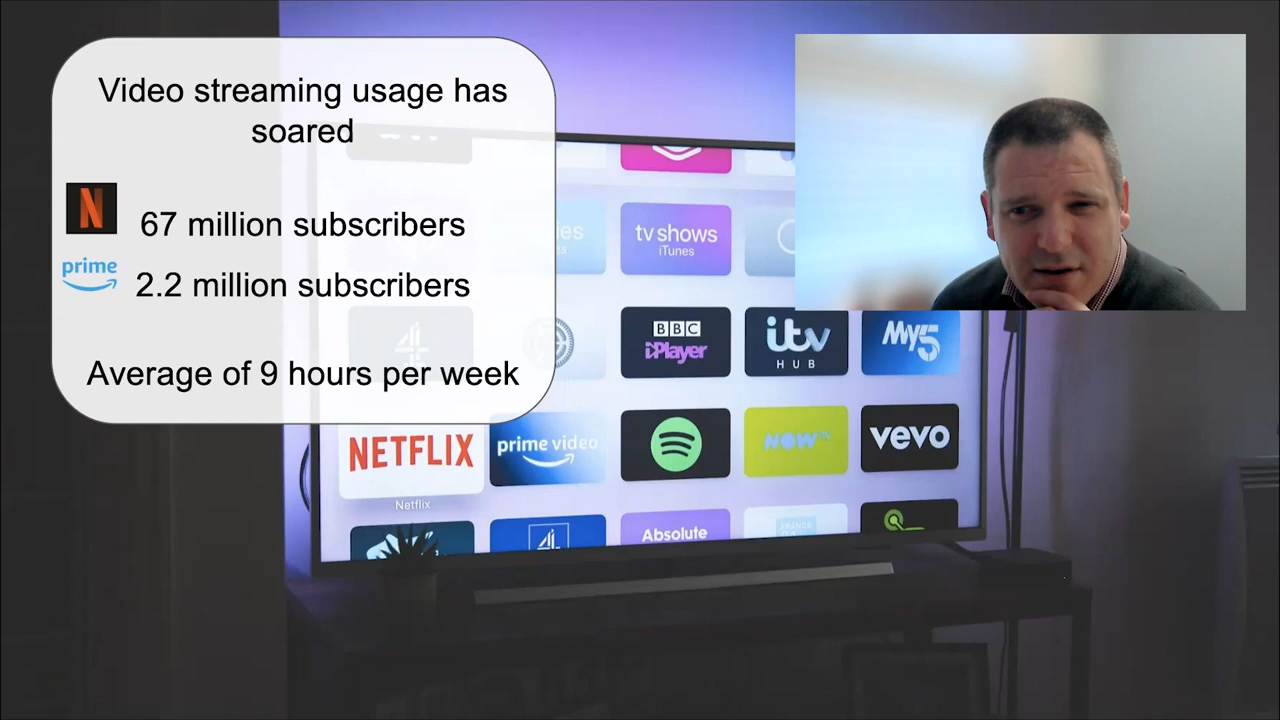 Video streaming usage has
soared
N
67 million subscribers
prime
2.2 million subscribers
Average of 9 hours per week
tv shows
iTunes
4
BBC
iPlayer
itv
HUB
My5
NETFLIX
prime video
NOW
vevo
Netflix
4
Absolute